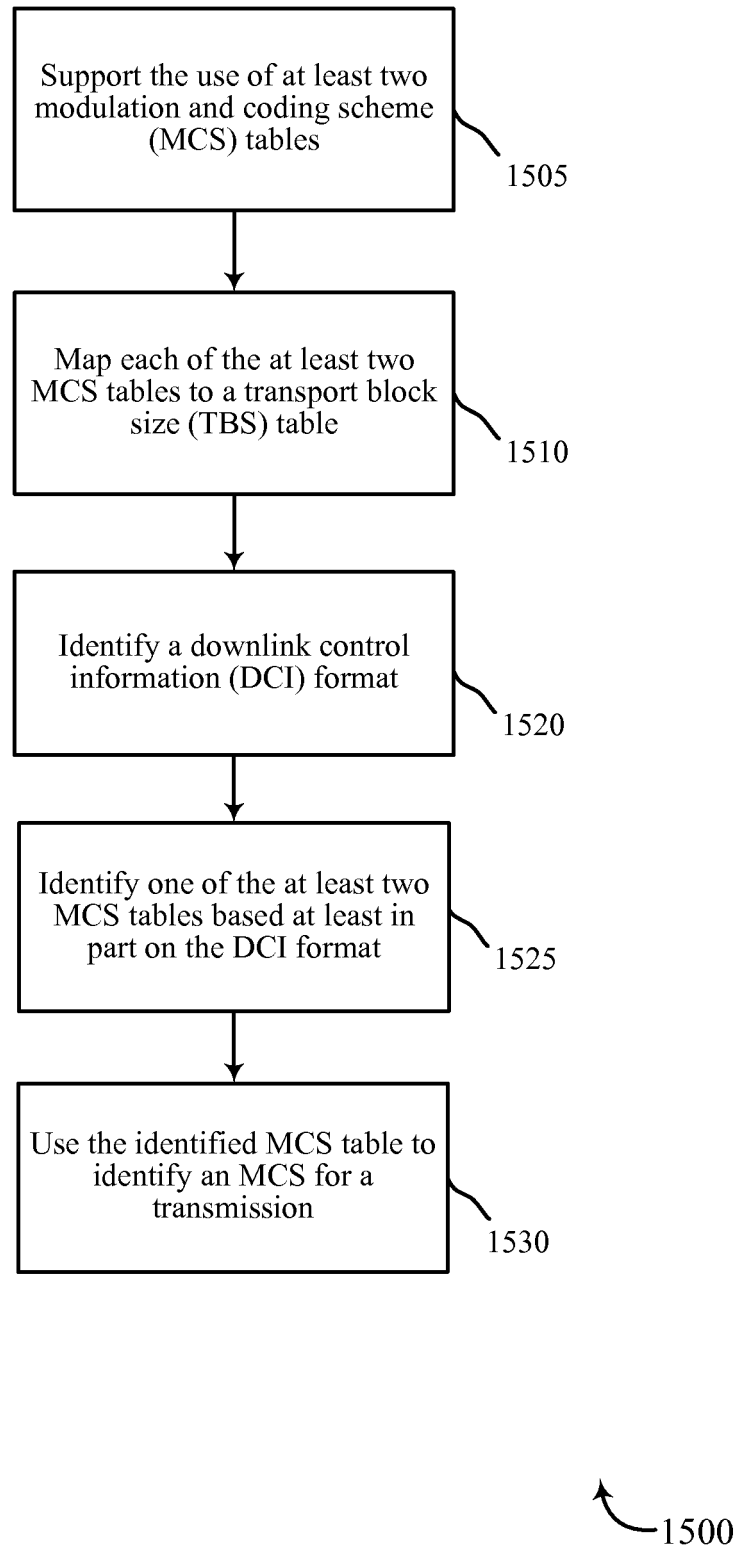 Support the use of at least two
modulation and coding scheme
(MCS) tables
1505
Map each of the at least two
MCS tables to a transport block
size (TBS) table
1510
Identify a downlink control
information (DCI) format
1520
Identify one of the at least two
MCS tables based at least in
part on the DCI format
1525
Use the identified MCS table to
identify an MCS for a
transmission
1530
1500